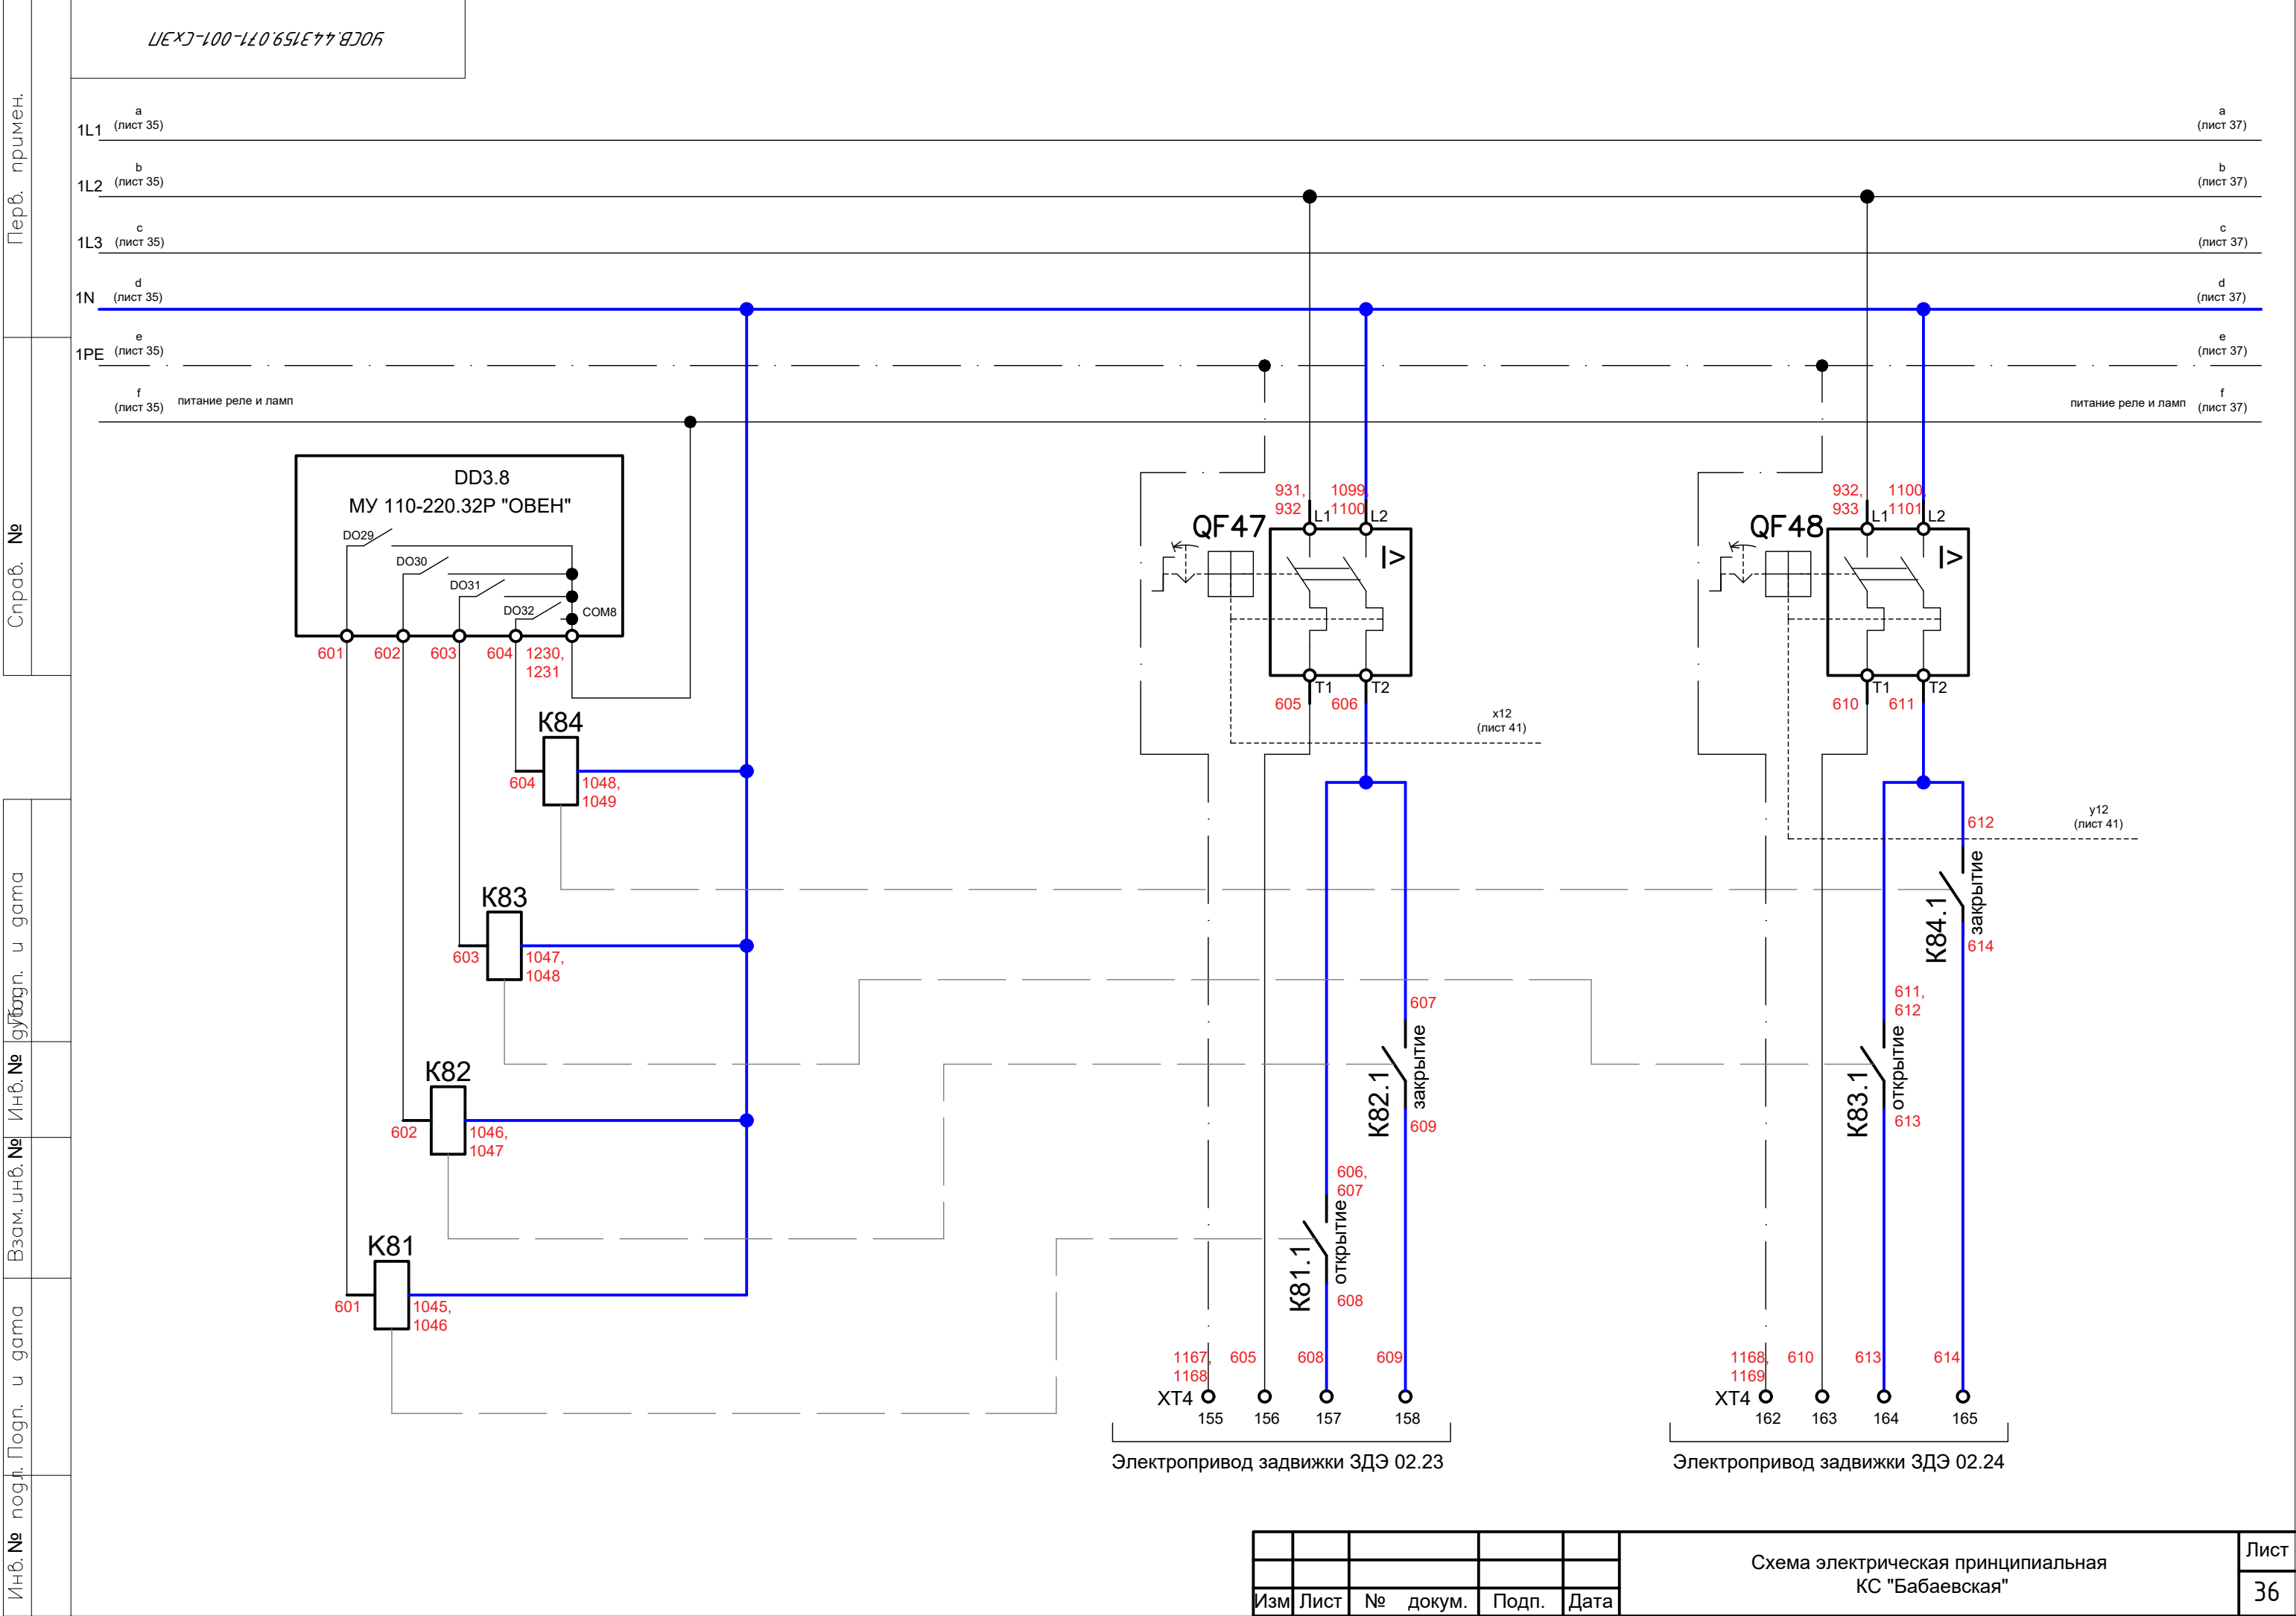 УОСВ.443159.071-001-СхЭП
Перв. примен.
Справ. №
Подп. и дата
Инв. № дубл.
Взам. инв. №
Подп. и дата
Инв. № подл.
1L1
a
(лист 35)
a
(лист 37)
1L2
b
(лист 35)
b
(лист 37)
1L3
c
(лист 35)
c
(лист 37)
1N
d
(лист 35)
d
(лист 37)
1PE
e
(лист 35)
e
(лист 37)
f
(лист 35)
питание реле и ламп
питание реле и ламп
f
(лист 37)
DD3.8
МУ 110-220.32Р "ОВЕН"
DO29
DO30
DO31
DO32
COM8
601
602
603
604
1230,
1231
K84
604
1048,
1049
K83
603
1047,
1048
K82
602
1046,
1047
K81
601
1045,
1046
931,
932
1099,
1100
L1
L2
QF47
I>
T1
T2
605
606
x12
(лист 41)
607
K82.1
закрытие
609
606,
607
K81.1
открытие
608
1167,
1168
605
608
609
XT4
155
156
157
158
Электропривод задвижки ЗДЭ 02.23
932,
933
1100,
1101
L1
L2
QF48
I>
T1
T2
610
611
y12
(лист 41)
612
K84.1
закрытие
614
611,
612
K83.1
открытие
613
1168,
1169
610
613
614
XT4
162
163
164
165
Электропривод задвижки ЗДЭ 02.24
Изм
Лист
№ докум.
Подп.
Дата
Схема электрическая принципиальная
КС "Бабаевская"
Лист
36